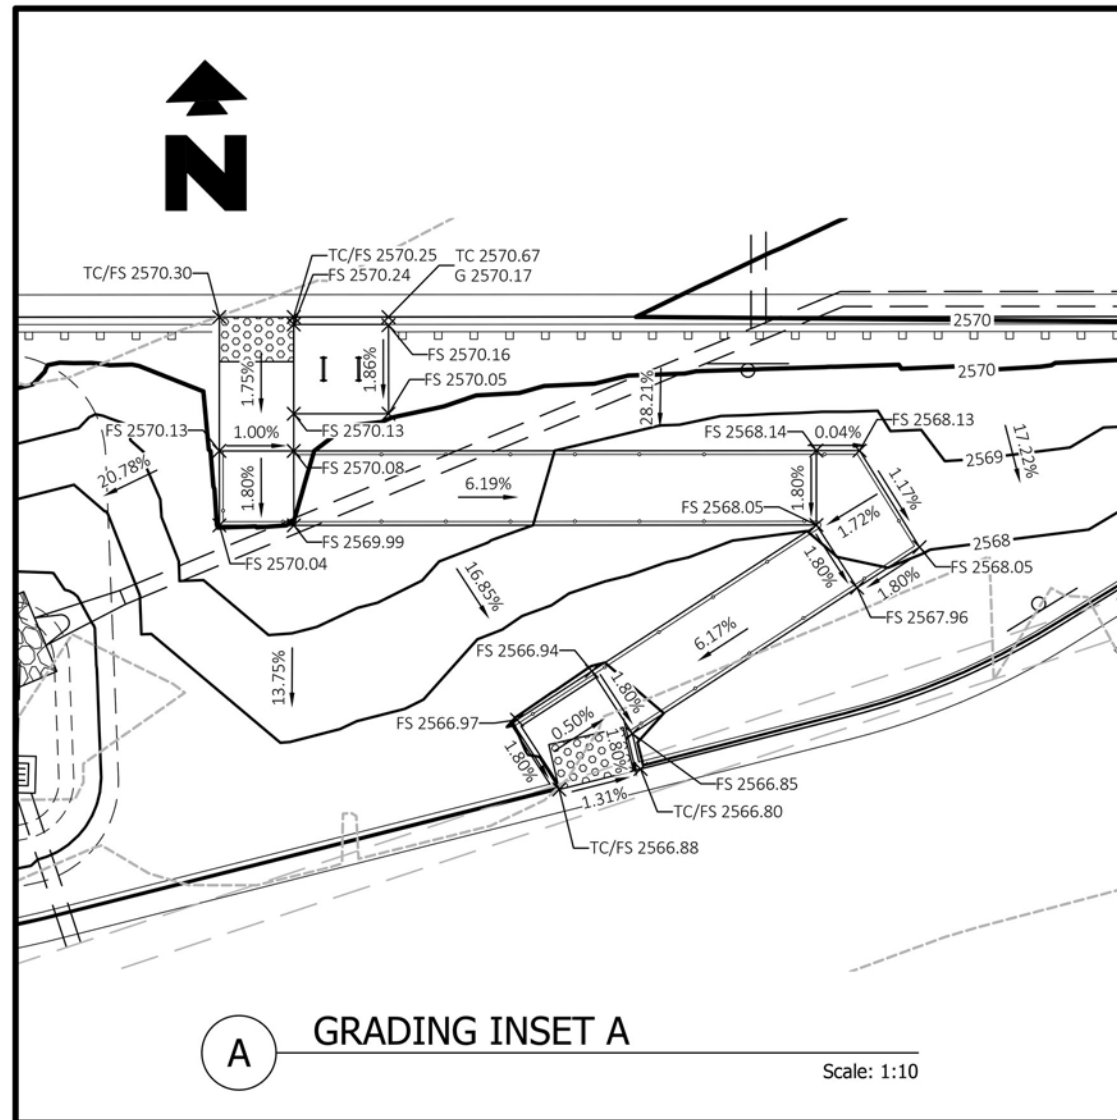 N
TC/FS 2570.25
TC 2570.67
TC/FS 2570.30
FS 2570.24
G 2570.17
2570
FS 2570.16
1.75%
1.86%
2570
FS 2570.05
28.21%
FS 2570.13
1.00%
FS 2570.13
FS 2568.14
0.04%
FS 2568.13
17.22%
2569
20.78%
FS 2570.08
1.80%
6.19%
1.80%
1.17%
FS 2568.05
1.72%
FS 2569.99
2568
FS 2570.04
FS 2568.05
16.85%
1.80%
1.80%
FS 2567.96
6.17%
FS 2566.94
13.75%
1.80%
FS 2566.97
0.50%
1.80%
1.80%
FS 2566.85
1.31%
TC/FS 2566.80
TC/FS 2566.88
A
GRADING INSET A
Scale: 1:10